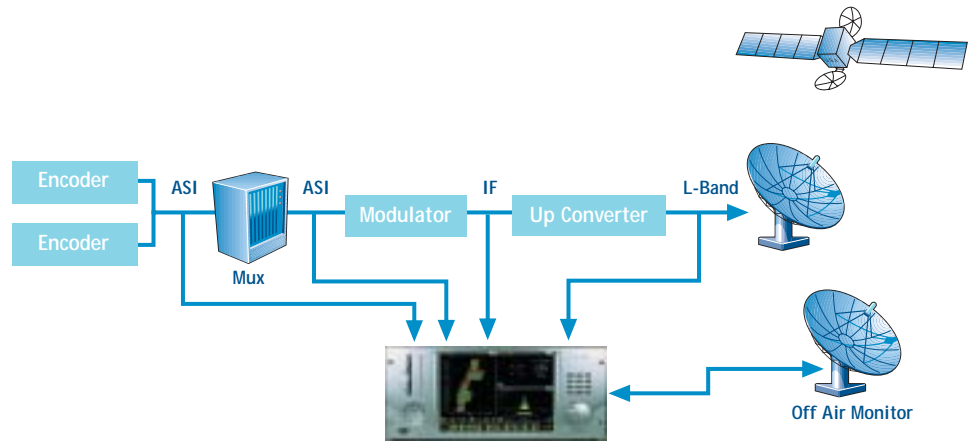 Encoder
Encoder
ASI
Mux
ASI
Modulator
IF
Up Converter
L-Band
Off Air Monitor